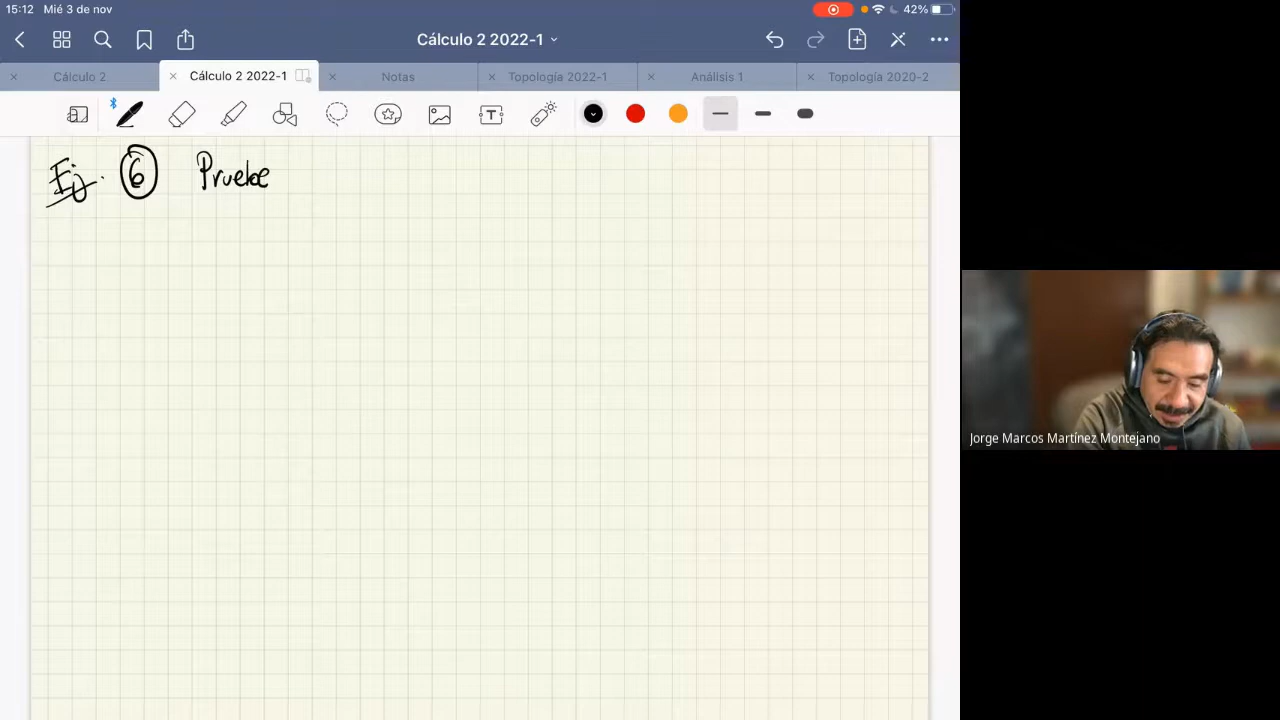 15:12 Mié 3 de nov 42%
Cálculo 2 2022-1
Cálculo 2 Cálculo 2 2022-1 Notas Topología 2022-1 Análisis 1 Topología 2020-2
T
Ej. 6 Pruebe
Jorge Marcos Martínez Montejano